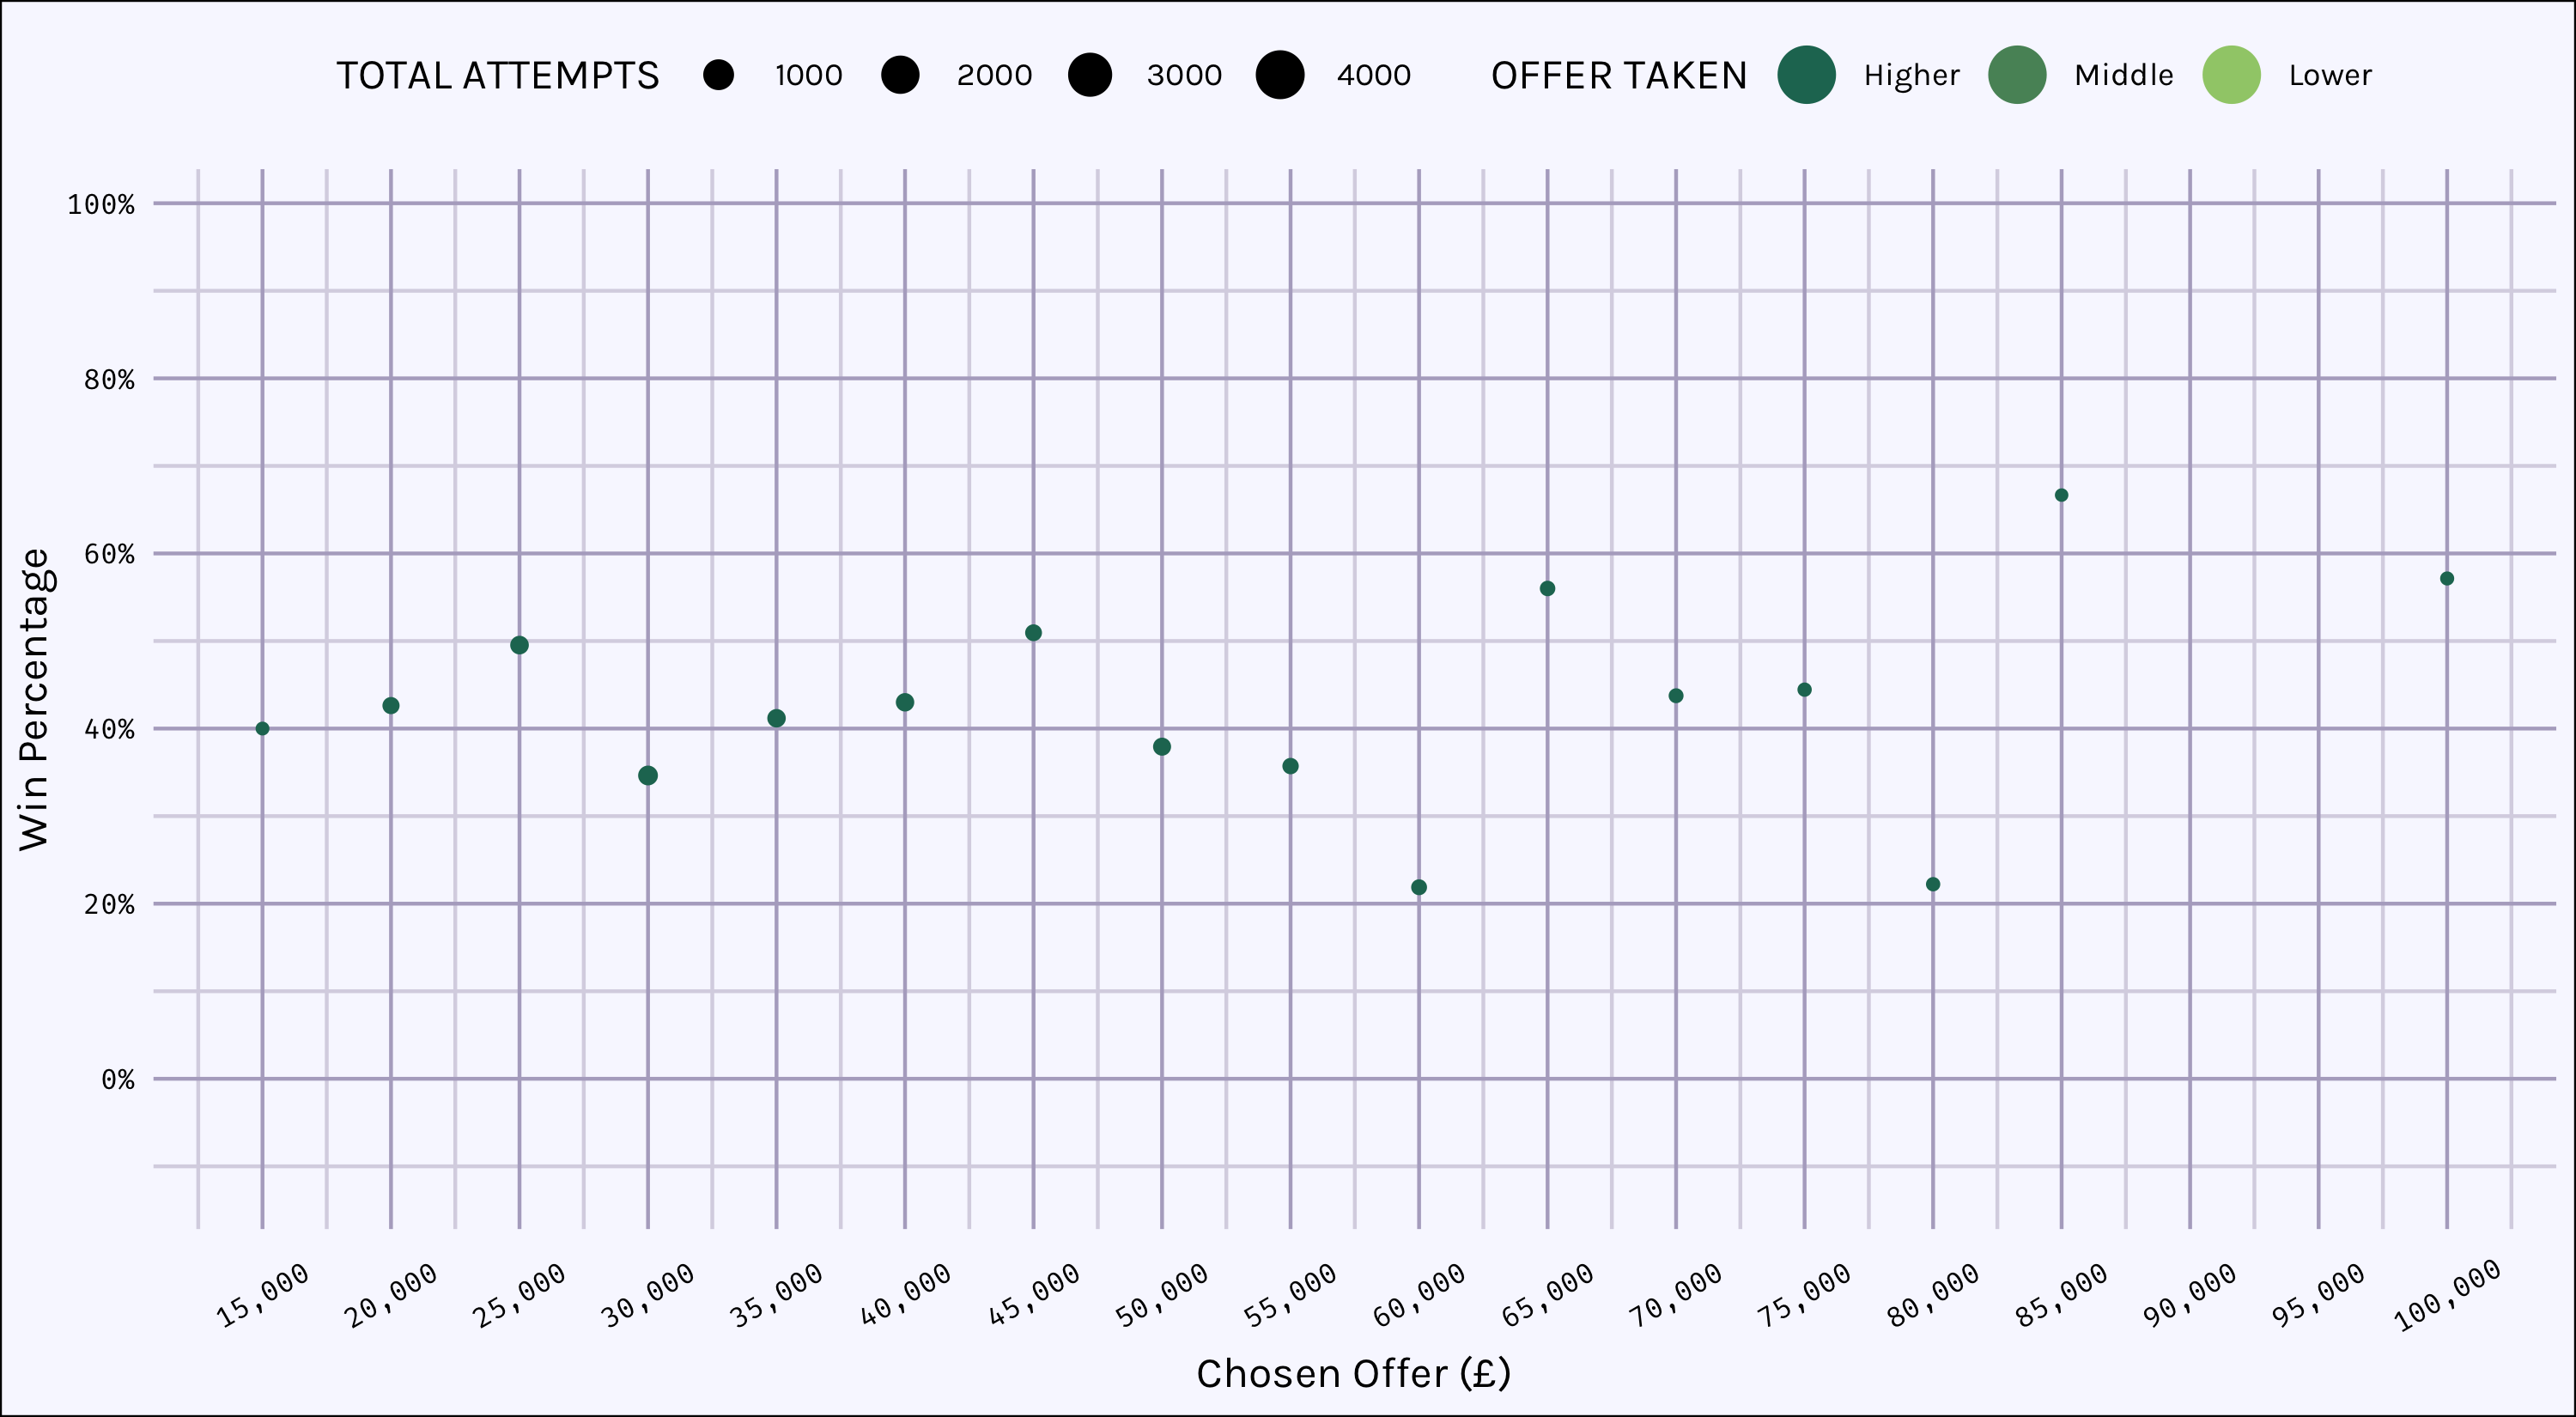 TOTAL ATTEMPTS 1000 2000 3000 4000 OFFER TAKEN Higher Middle Lower
100%
80%
60%
40%
20%
0%
Win Percentage
15,000 20,000 25,000 30,000 35,000 40,000 45,000 50,000 55,000 60,000 65,000 70,000 75,000 80,000 85,000 90,000 95,000 100,000
Chosen Offer (£)